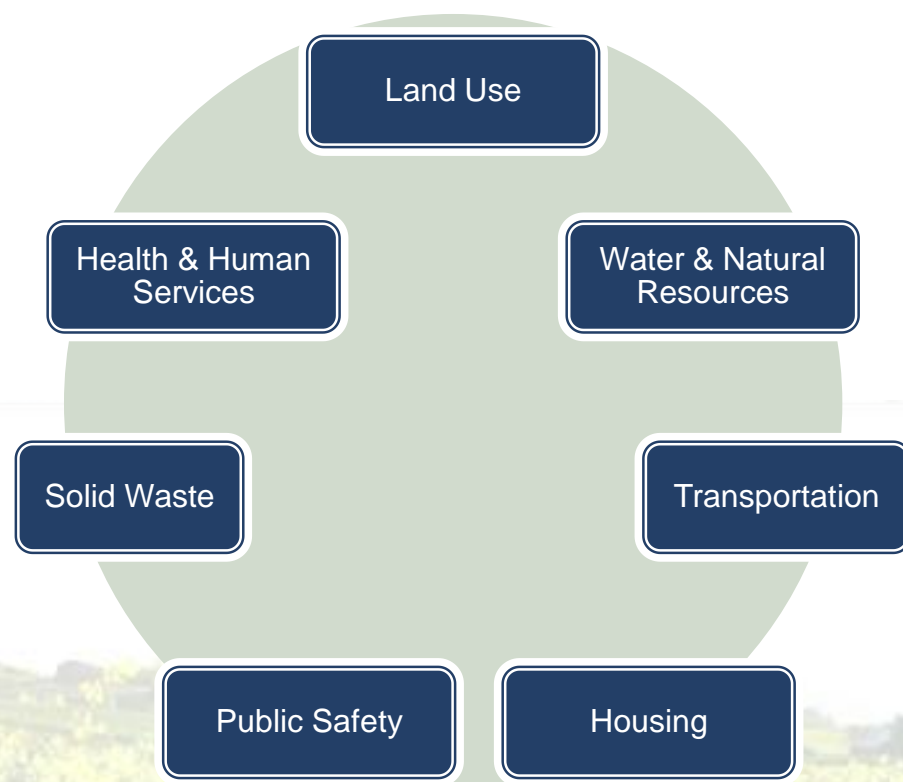 Land Use
Health & Human
Services
Water & Natural
Resources
Solid Waste
Transportation
Public Safety
Housing